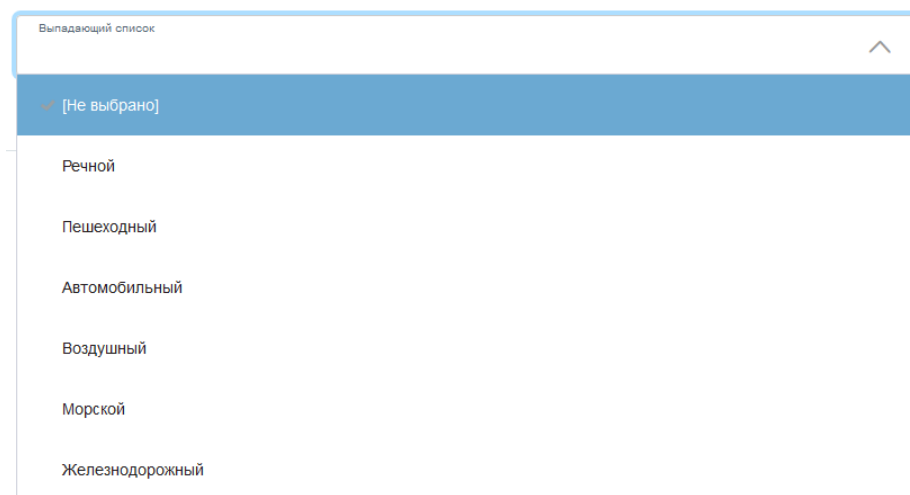 Выпадающий список
[Не выбрано]
Речной
Пешеходный
Автомобильный
Воздушный
Морской
Железнодорожный